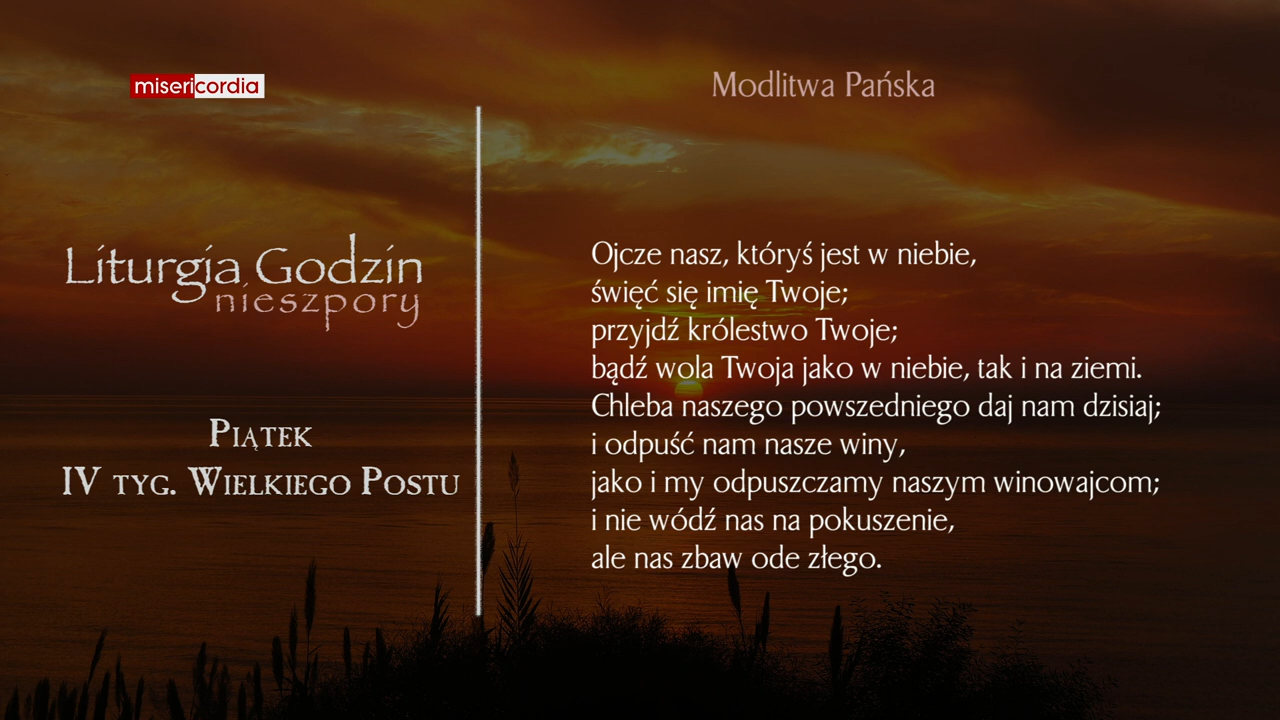 misericordia
Liturgia Godzin
nieszpory
Piątek
IV tyg. Wielkiego Postu
Modlitwa Pańska
Ojcze nasz, któryś jest w niebie,
święć się imię Twoje;
przyjdź królestwo Twoje;
bądź wola Twoja jako w niebie, tak i na ziemi.
Chleba naszego powszedniego daj nam dzisiaj;
i odpuść nam nasze winy,
jako i my odpuszczamy naszym winowajcom;
i nie wódź nas na pokuszenie,
ale nas zbaw ode złego.